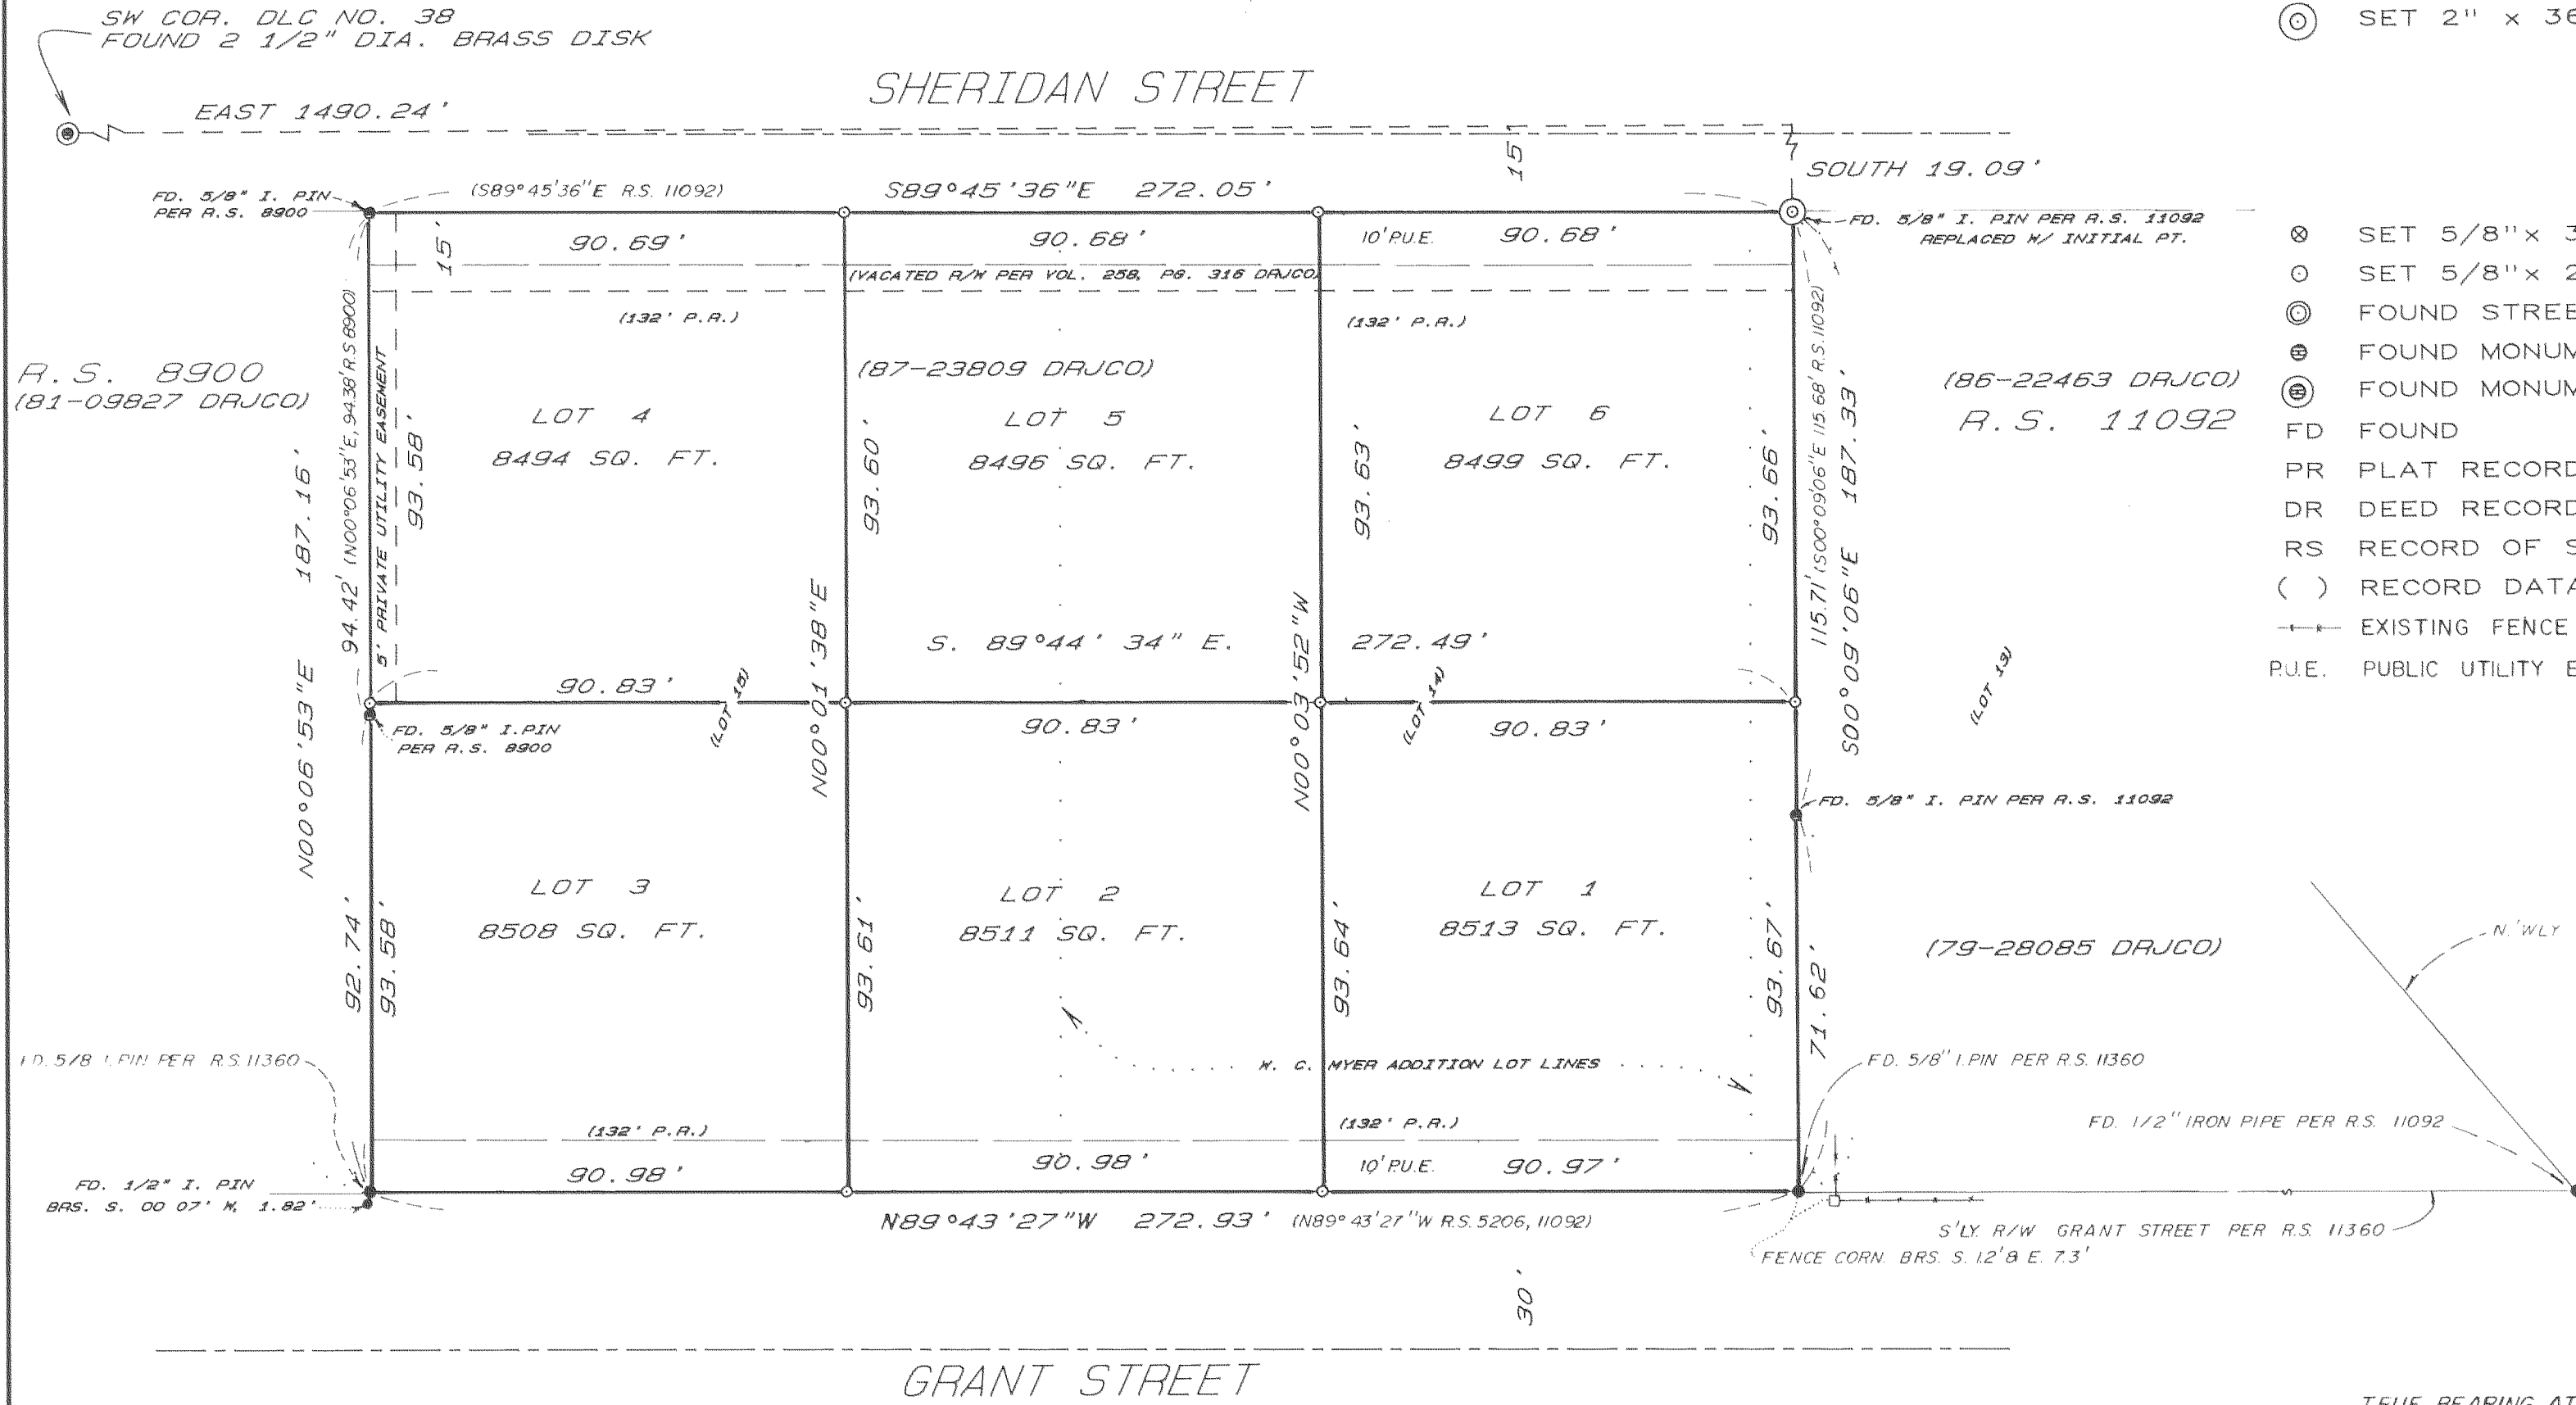 SW COR. DLC NO. 38
FOUND 2 1/2" DIA. BRASS DISK
EAST 1490.24'
SHERIDAN STREET
15'
SOUTH 19.09'
FD. 5/8" I. PIN
PER R.S. 8900
(S89°45'36"E R.S. 11092)
S89°45'36"E 272.05'
FD. 5/8" I. PIN PER R.S. 11092
REPLACED W/ INITIAL PT.
15'
90.69'
90.68'
10' P.U.E.
90.68'
(VACATED R/W PER VOL. 258, PG. 316 DRJCO)
(132' P.R.)
(132' P.R.)
R.S. 8900
(81-09827 DRJCO)
N00°06'53"E 187.16'
94.42' (N00°06'53"E, 94.38' R.S 8900)
5' PRIVATE UTILITY EASEMENT
93.58'
LOT 4
8494 SQ. FT.
(87-23809 DRJCO)
LOT 5
8496 SQ. FT.
93.60'
LOT 6
8499 SQ. FT.
93.63'
93.66'
115.71' (S00°09'06"E 115.68' R.S. 11092)
S00°09'06"E 187.33'
(86-22463 DRJCO)
R.S. 11092
N00°01'38"E
S. 89°44' 34" E.
272.49'
N00°03'52"W
90.83'
(LOT 15)
90.83'
(LOT 14)
90.83'
(LOT 13)
FD. 5/8" I.PIN
PER R.S. 8900
FD. 5/8" I. PIN PER R.S. 11092
92.74'
93.58'
LOT 3
8508 SQ. FT.
93.61'
LOT 2
8511 SQ. FT.
93.64'
LOT 1
8513 SQ. FT.
93.67'
71.62'
(79-28085 DRJCO)
N.'WLY
W. C. MYER ADDITION LOT LINES
FD. 5/8 I.PIN PER R.S. 11360
FD. 5/8" I.PIN PER R.S. 11360
FD. 1/2" IRON PIPE PER R.S. 11092
(132' P.R.)
(132' P.R.)
90.98'
90.98'
10' P.U.E.
90.97'
FD. 1/2" I. PIN
BRS. S. 00 07' W, 1.82'
N89°43'27"W 272.93' (N89°43'27"W R.S. 5206, 11092)
S'LY. R/W GRANT STREET PER R.S. 11360
FENCE CORN. BRS. S. 1.2' & E. 7.3'
30'
GRANT STREET
SET 2" x 36
SET 5/8" x 3
SET 5/8" x 2
FOUND STREE
FOUND MONUM
FOUND MONUM
FD FOUND
PR PLAT RECORD
DR DEED RECORD
RS RECORD OF S
( ) RECORD DATA
EXISTING FENCE
P.U.E. PUBLIC UTILITY E
TRUE BEARING AT